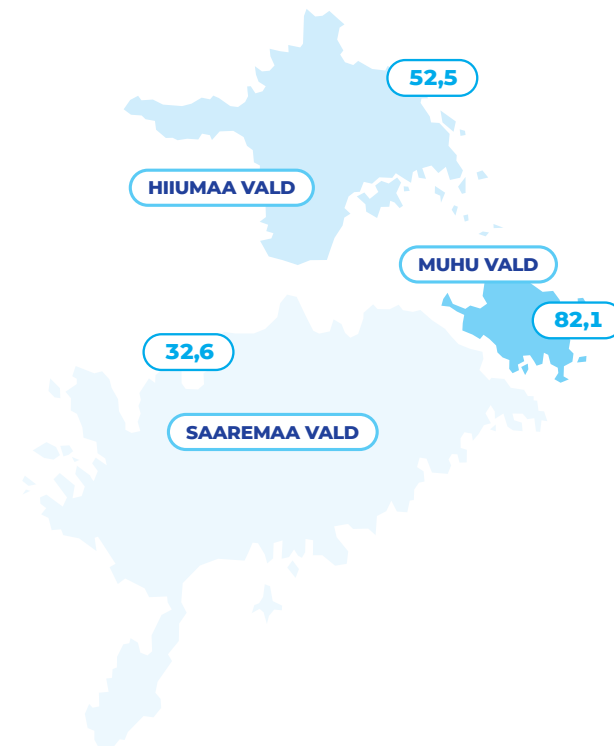 52,5
HIIUMAA VALD
MUHU VALD
82,1
32,6
SAAREMAA VALD